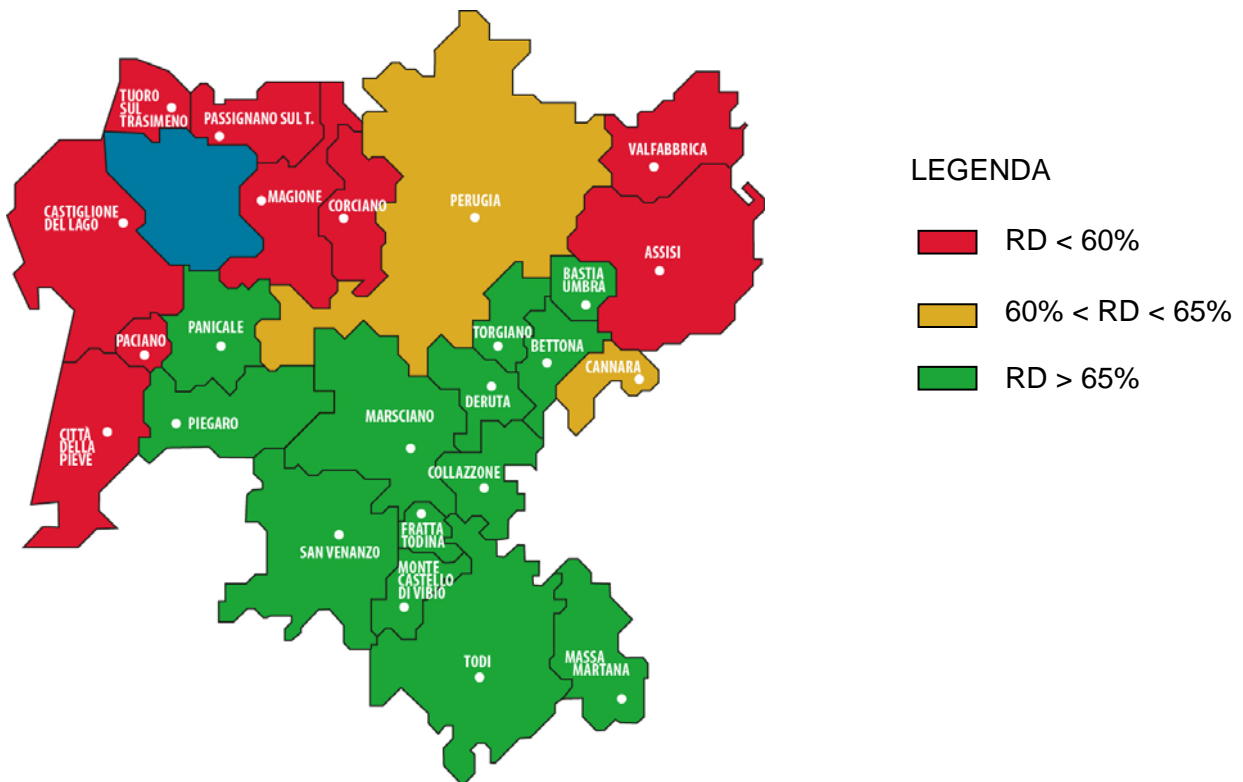 TUORO
SUL
TRASIMENO
PASSIGNANO SUL T.
VALFABBRICA
MAGIONE
CORCIANO
CASTIGLIONE
DEL LAGO
PERUGIA
ASSISI
BASTIA
UMBRA
PANICALE
TORGIANO
PACIANO
BETTONA
CANNARA
DERUTA
MARSCIANO
PIEGARO
CITTÀ
DELLA
PIEVE
COLLAZZONE
FRATTA
TODINA
SAN VENANZO
MONTE
CASTELLO
DI VIBIO
TODI
MASSA
MARTANA
LEGENDA
RD < 60%
60% < RD < 65%
RD > 65%